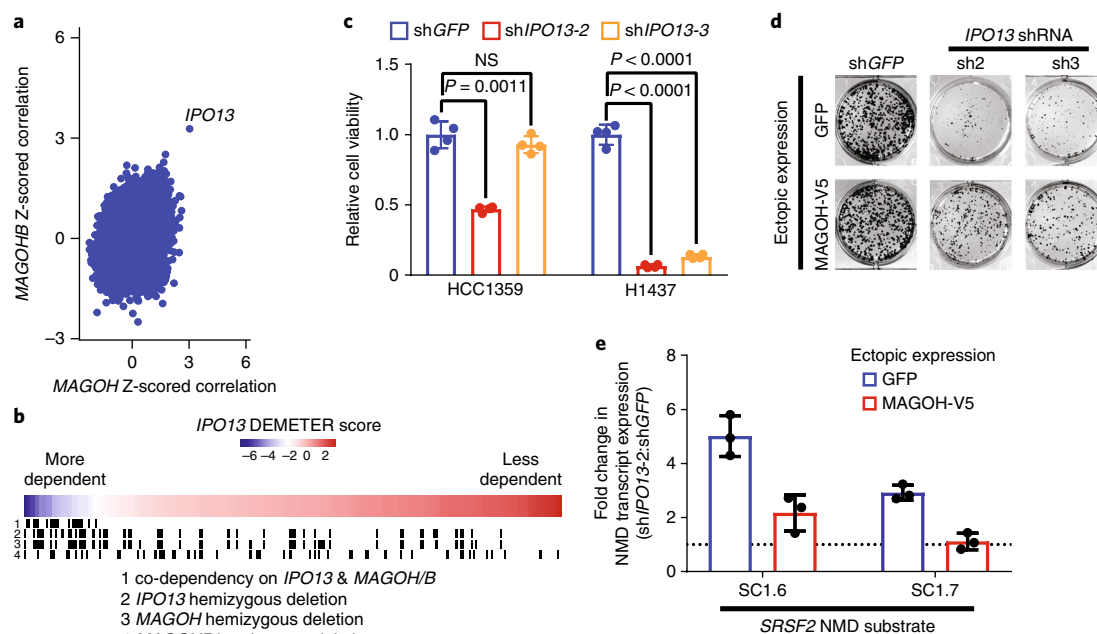 a
6
3
0
–3
0
3
6
IPO13
MAGOHB Z-scored correlation
MAGOH Z-scored correlation
b
IPO13 DEMETER score
–6 –4 –2 0 2
More dependent
Less dependent
1
2
3
4
1 co-dependency on IPO13 & MAGOH/B
2 IPO13 hemizygous deletion
3 MAGOH hemizygous deletion
c
shGFP shIPO13-2 shIPO13-3
Relative cell viability
1.5
1.0
0.5
0
NS
P = 0.0011
P < 0.0001
P < 0.0001
HCC1359
H1437
d
IPO13 shRNA
shGFP sh2 sh3
Ectopic expression
GFP
MAGOH-V5
e
Fold change in
NMD transcript expression
(shIPO13-2:shGFP)
8
6
4
2
0
Ectopic expression
GFP
MAGOH-V5
SC1.6
SC1.7
SRSF2 NMD substrate